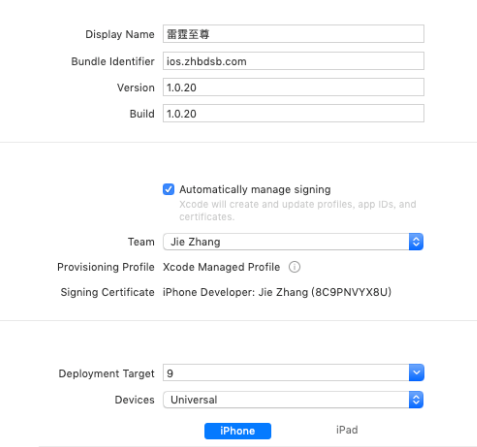 Display Name 雷霆至尊
Bundle Identifier ios.zhbdsb.com
Version 1.0.20
Build 1.0.20
Automatically manage signing
Xcode will create and update profiles, app IDs, and
certificates.
Team Jie Zhang
Provisioning Profile Xcode Managed Profile
Signing Certificate iPhone Developer: Jie Zhang (8C9PNVYX8U)
Deployment Target 9
Devices Universal
iPhone iPad